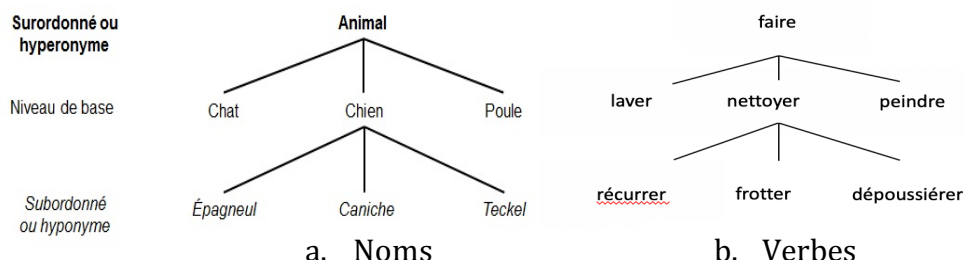 Surordonné ou
hyperonyme
Animal
faire
Niveau de base
Chat
Chien
Poule
laver
nettoyer
peindre
Subordonné
ou hyponyme
Épagneul
Caniche
Teckel
récurrer
frotter
dépoussiérer
a. Noms
b. Verbes